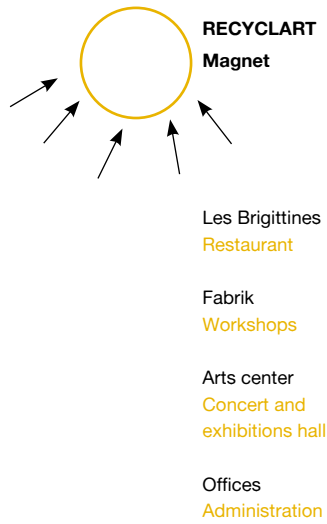 RECYCLART
Magnet
Les Brigittines
Restaurant
Fabrik
Workshops
Arts center
Concert and
exhibitions hall
Offices
Administration